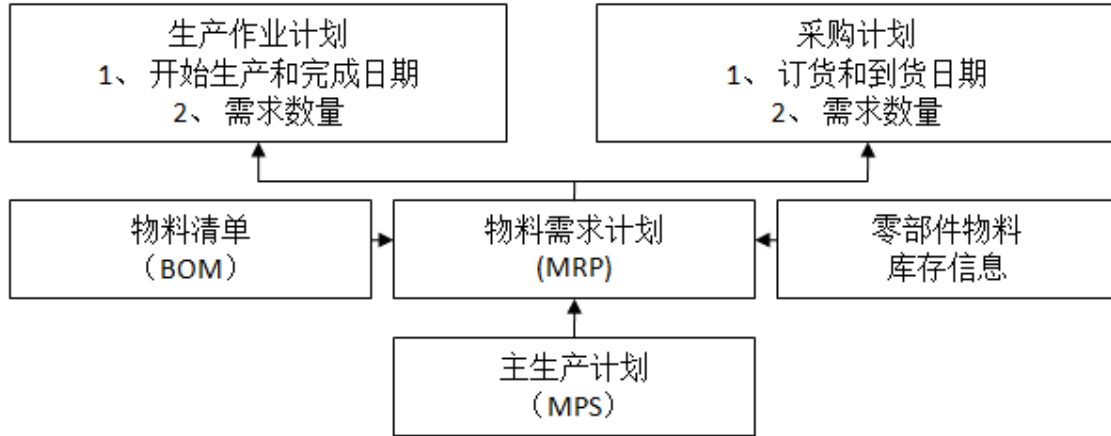 生产作业计划
1、 开始生产和完成日期
2、 需求数量
采购计划
1、 订货和到货日期
2、 需求数量
物料清单
（BOM）
物料需求计划
(MRP)
零部件物料
库存信息
主生产计划
（MPS）